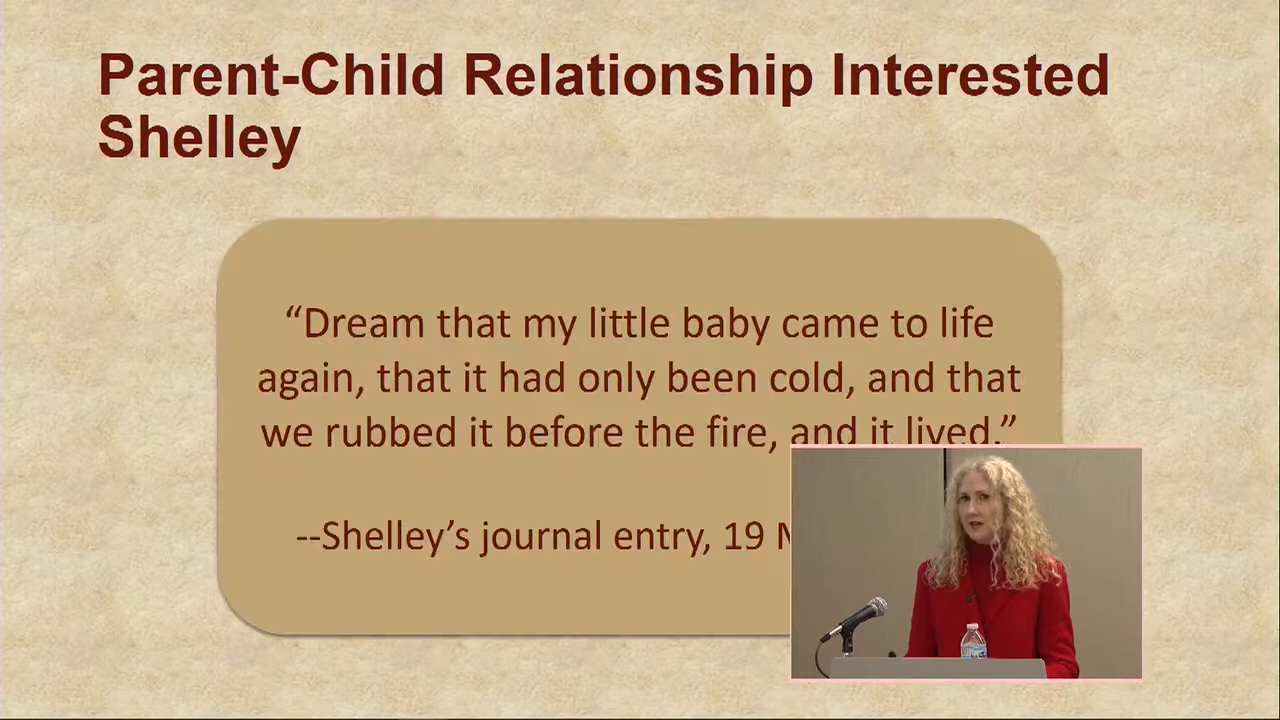 Parent-Child Relationship Interested
Shelley
“Dream that my little baby came to life
again, that it had only been cold, and that
we rubbed it before the fire, and it lived.”
--Shelley’s journal entry, 19